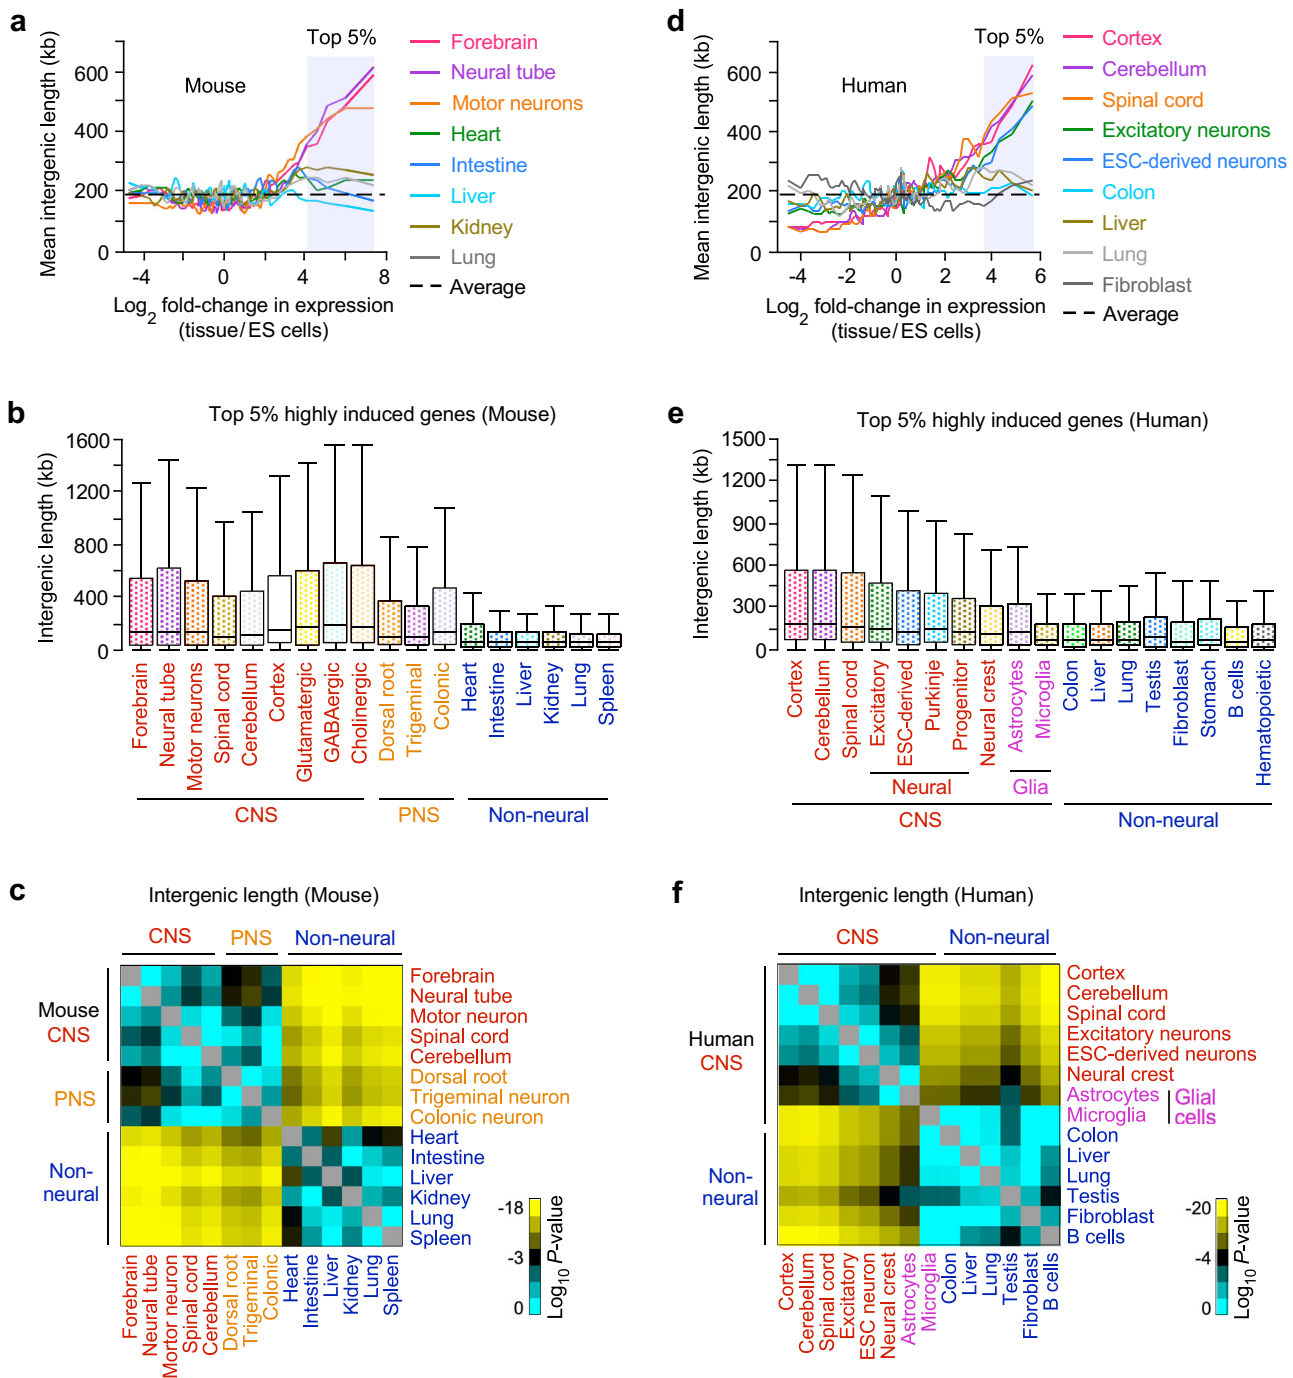 a
Mean intergenic length (kb)
600
400
200
0
-4
0
4
8
Mouse
Top 5%
Log2 fold-change in expression
(tissue/ES cells)
Forebrain
Neural tube
Motor neurons
Heart
Intestine
Liver
Kidney
Lung
Average
d
Mean intergenic length (kb)
600
400
200
0
-4
-2
0
2
4
6
Human
Top 5%
Log2 fold-change in expression
(tissue/ES cells)
Cortex
Cerebellum
Spinal cord
Excitatory neurons
ESC-derived neurons
Colon
Liver
Lung
Fibroblast
Average
b
Top 5% highly induced genes (Mouse)
Intergenic length (kb)
1600
1200
800
400
0
Forebrain
Neural tube
Motor neurons
Spinal cord
Cerebellum
Cortex
Glutamatergic
GABAergic
Cholinergic
Dorsal root
Trigeminal
Colonic
Heart
Intestine
Liver
Kidney
Lung
Spleen
CNS
PNS
Non-neural
e
Top 5% highly induced genes (Human)
Intergenic length (kb)
1500
1200
900
600
300
0
Cortex
Cerebellum
Spinal cord
Excitatory
ESC-derived
Purkinje
Progenitor
Neural crest
Astrocytes
Microglia
Colon
Liver
Lung
Testis
Fibroblast
Stomach
B cells
Hematopoietic
Neural
Glia
CNS
Non-neural
c
Intergenic length (Mouse)
CNS
PNS
Non-neural
Mouse
CNS
PNS
Non-
neural
Forebrain
Neural tube
Motor neuron
Spinal cord
Cerebellum
Dorsal root
Trigeminal neuron
Colonic neuron
Heart
Intestine
Liver
Kidney
Lung
Spleen
Forebrain
Neural tube
Mortor neuron
Spinal cord
Cerebellum
Dorsal root
Trigeminal
Colonic
Heart
Intestine
Liver
Kidney
Lung
Spleen
-18
-3
0
Log10 P-value
f
Intergenic length (Human)
CNS
Non-neural
Human
CNS
Non-
neural
Cortex
Cerebellum
Spinal cord
Excitatory neurons
ESC-derived neurons
Neural crest
Astrocytes
Microglia
Glial
cells
Colon
Liver
Lung
Testis
Fibroblast
B cells
Cortex
Cerebellum
Spinal cord
Excitatory
ESC neuron
Neural crest
Astrocytes
Microglia
Colon
Liver
Lung
Testis
Fibroblast
B cells
-20
-4
0
Log10 P-value